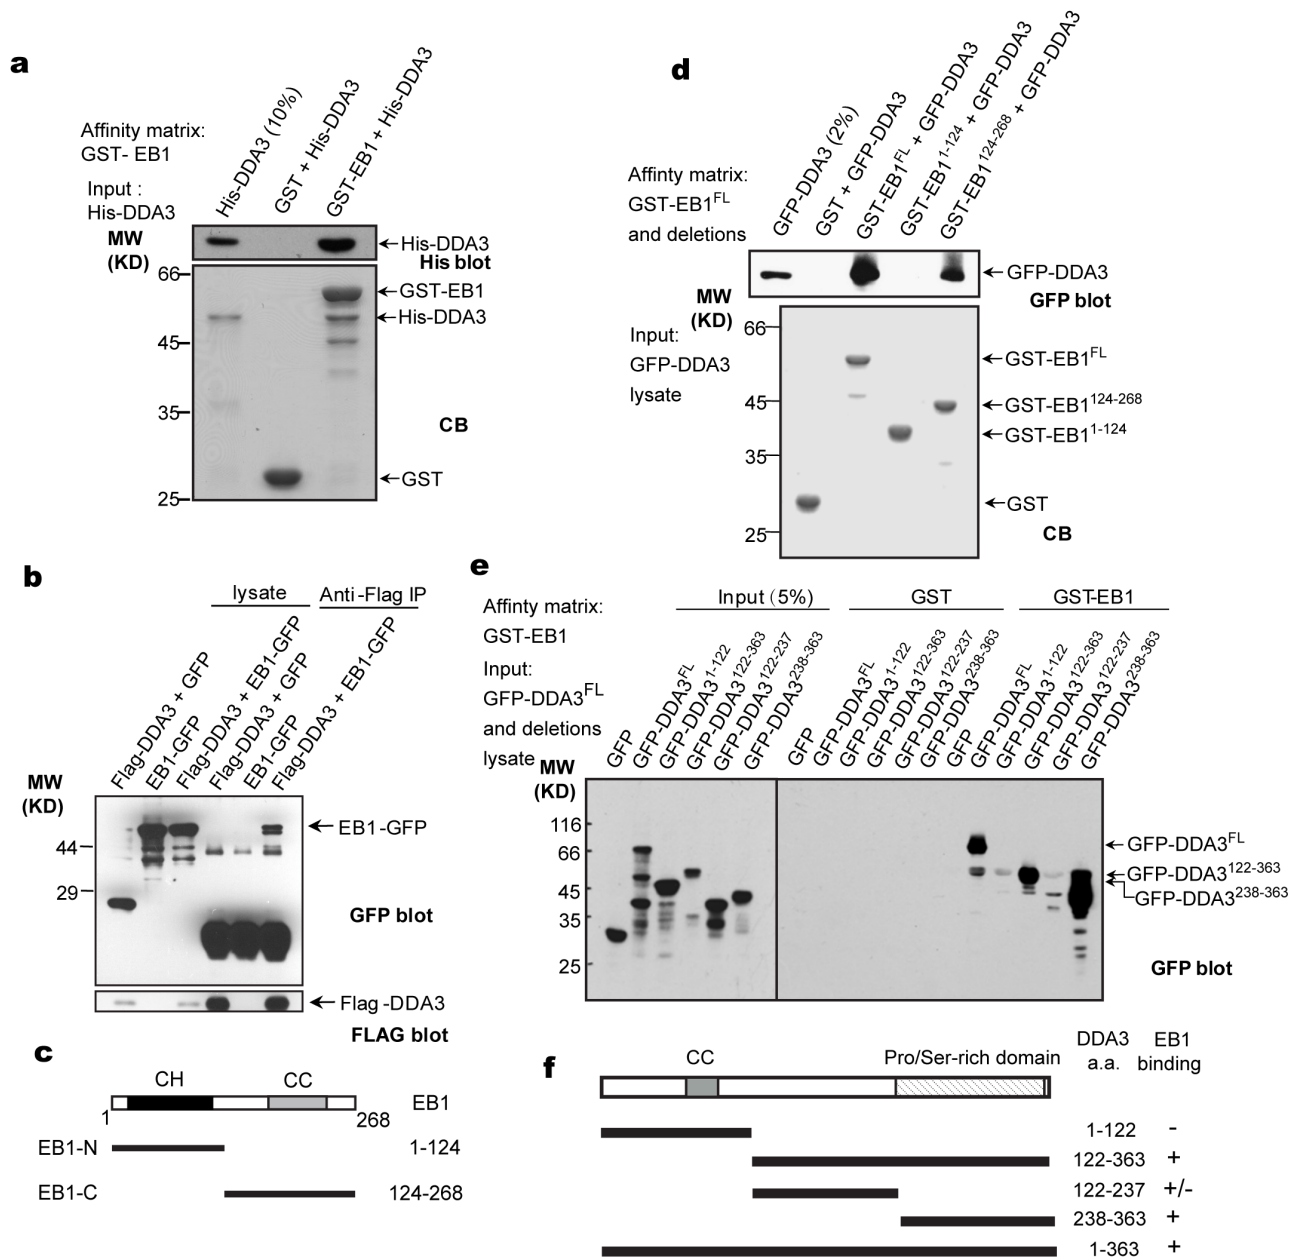 a
Affinity matrix:
GST- EB1
Input :
His-DDA3
His-DDA3 (10%)
GST + His-DDA3
GST-EB1 + His-DDA3
MW
(KD)
His-DDA3
His blot
66
GST-EB1
His-DDA3
45
35
CB
GST
25
d
Affinty matrix:
GST-EB1FL
and deletions
GFP-DDA3 (2%)
GST + GFP-DDA3
GST-EB1FL + GFP-DDA3
GST-EB11-124 + GFP-DDA3
GST-EB1124-268 + GFP-DDA3
GFP-DDA3
GFP blot
MW
(KD)
Input:
GFP-DDA3
lysate
66
GST-EB1FL
45
GST-EB1124-268
GST-EB11-124
35
GST
25
CB
b
lysate
Anti-Flag IP
Flag-DDA3 + GFP
EB1-GFP
Flag-DDA3 + EB1-GFP
Flag-DDA3 + GFP
EB1-GFP
Flag-DDA3 + EB1-GFP
MW
(KD)
EB1-GFP
44
29
GFP blot
Flag-DDA3
FLAG blot
c
CH
CC
EB1
1
268
EB1-N
1-124
EB1-C
124-268
e
Affinty matrix:
GST-EB1
Input:
GFP-DDA3FL
and deletions
lysate
Input (5%)
GST
GST-EB1
GFP
GFP-DDA3FL
GFP-DDA31-122
GFP-DDA3122-363
GFP-DDA3122-237
GFP-DDA3238-363
GFP
GFP-DDA3FL
GFP-DDA31-122
GFP-DDA3122-363
GFP-DDA3122-237
GFP-DDA3238-363
GFP
GFP-DDA3FL
GFP-DDA31-122
GFP-DDA3122-363
GFP-DDA3122-237
GFP-DDA3238-363
MW
(KD)
116
66
45
35
25
GFP-DDA3FL
GFP-DDA3122-363
GFP-DDA3238-363
GFP blot
f
CC
Pro/Ser-rich domain
DDA3
a.a.
EB1
binding
1-122 -
122-363 +
122-237 +/-
238-363 +
1-363 +